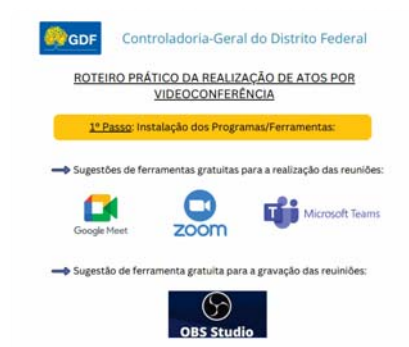 GDF Controladoria-Geral do Distrito Federal
ROTEIRO PRÁTICO DA REALIZAÇÃO DE ATOS POR
VIDEOCONFERÊNCIA
1º Passo: Instalação dos Programas/Ferramentas:
Sugestões de ferramentas gratuitas para a realização das reuniões:
Google Meet zoom Microsoft Teams
Sugestão de ferramenta gratuita para a gravação das reuiniões:
OBS Studio